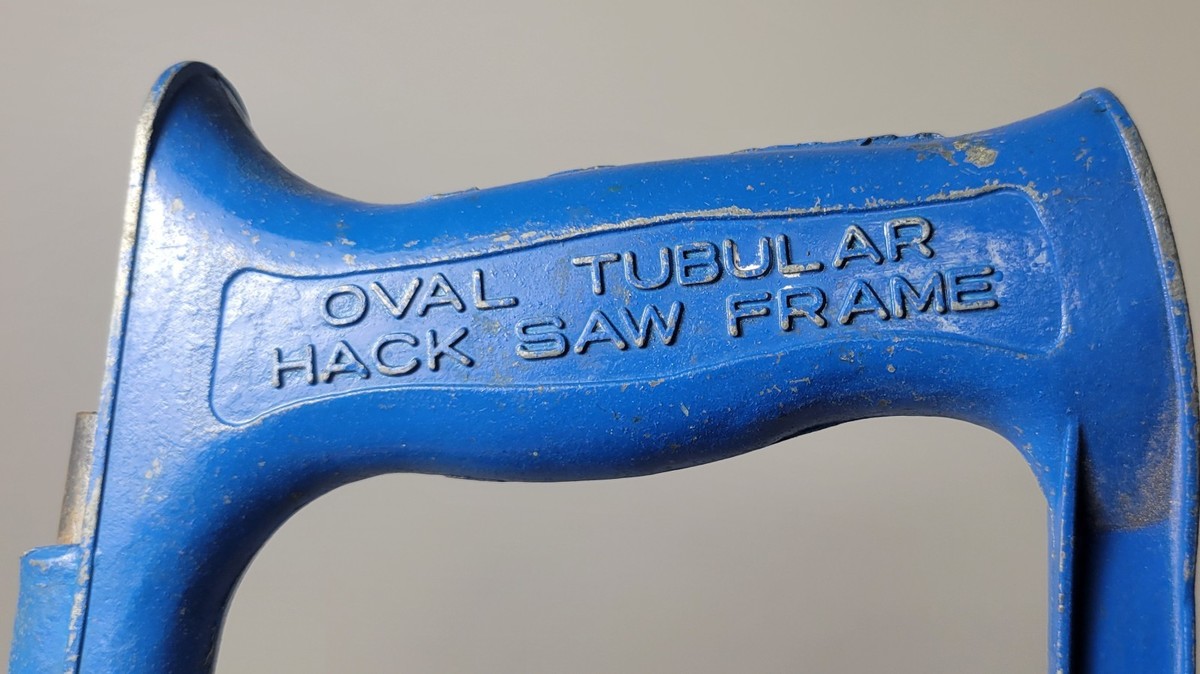 OVAL TUBULAR
HACK SAW FRAME